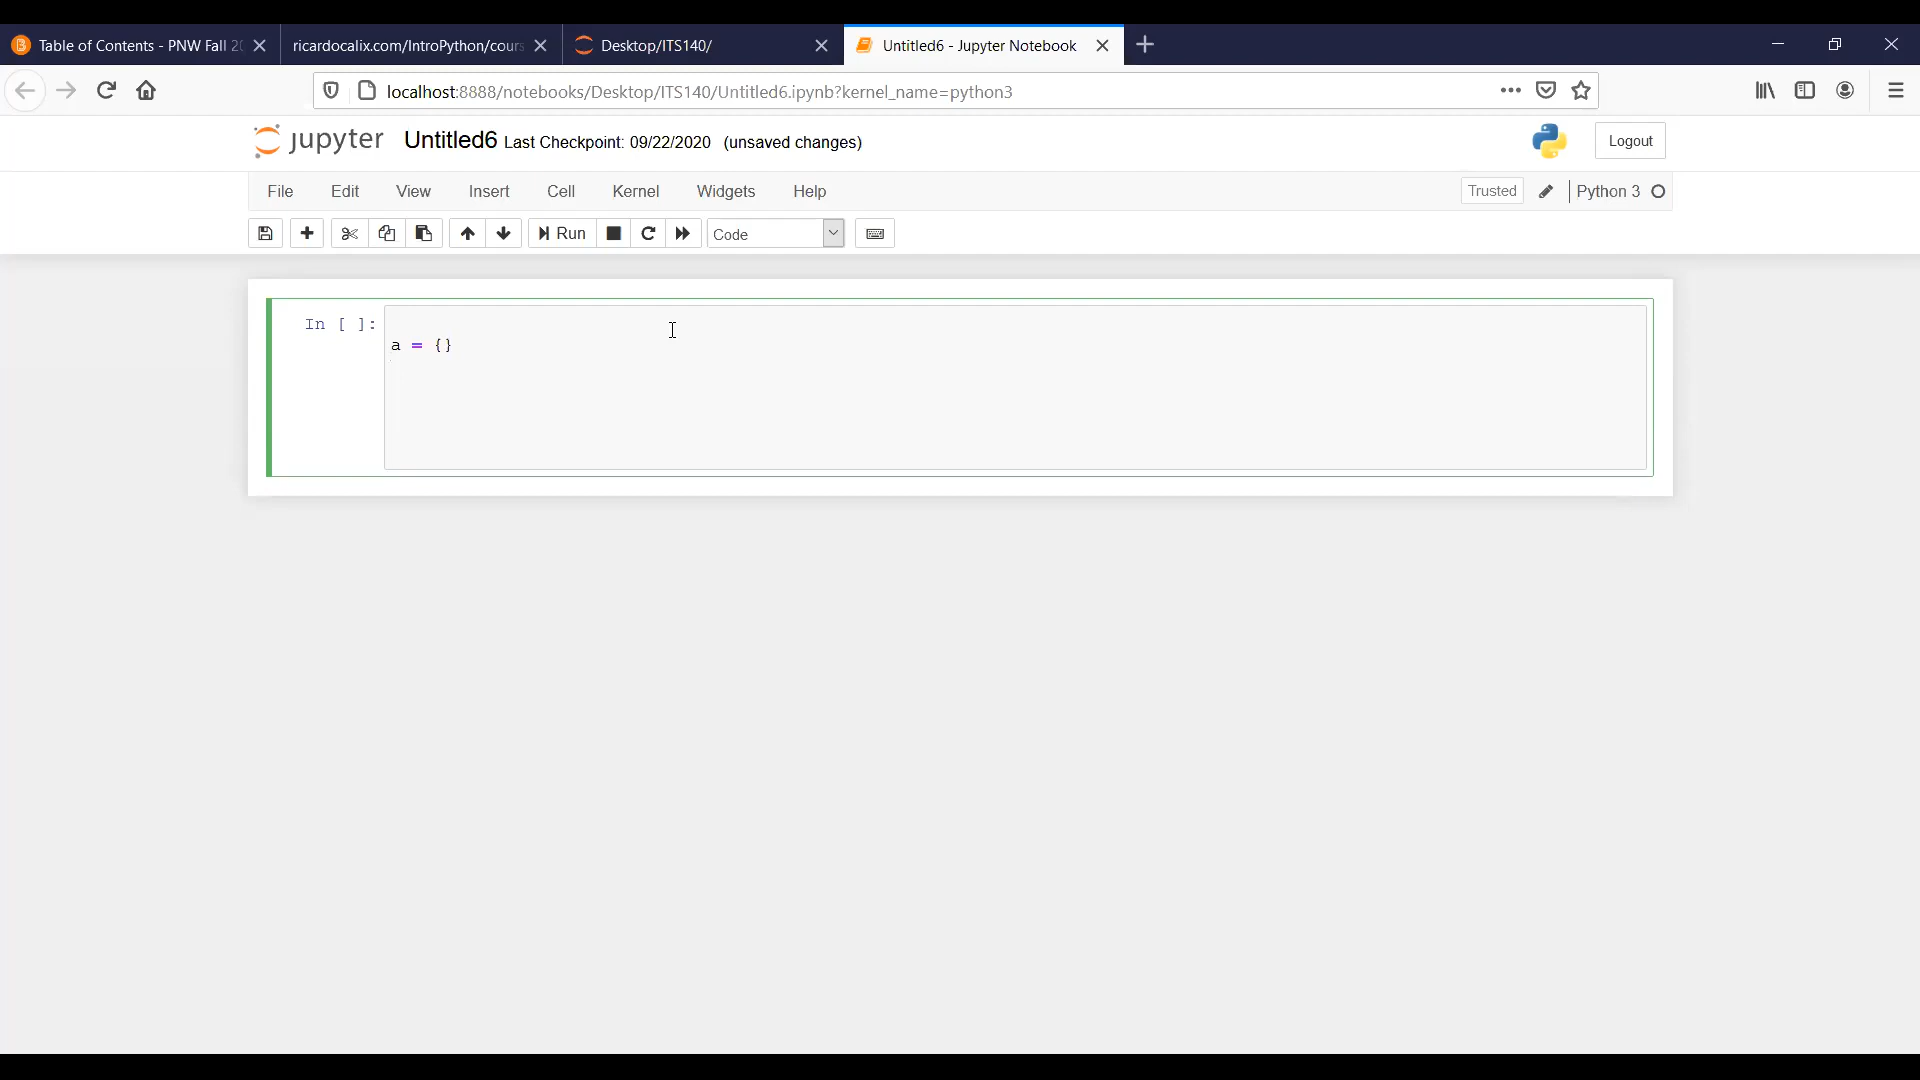 Table of Contents - PNW Fall 20
ricardocalix.com/IntroPython/cours
Desktop/ITS140/
Untitled6 - Jupyter Notebook
localhost:8888/notebooks/Desktop/ITS140/Untitled6.ipynb?kernel_name=python3
jupyter Untitled6 Last Checkpoint: 09/22/2020 (unsaved changes)
Logout
File Edit View Insert Cell Kernel Widgets Help
Trusted Python 3
Run Code
In [ ]:
a = {}